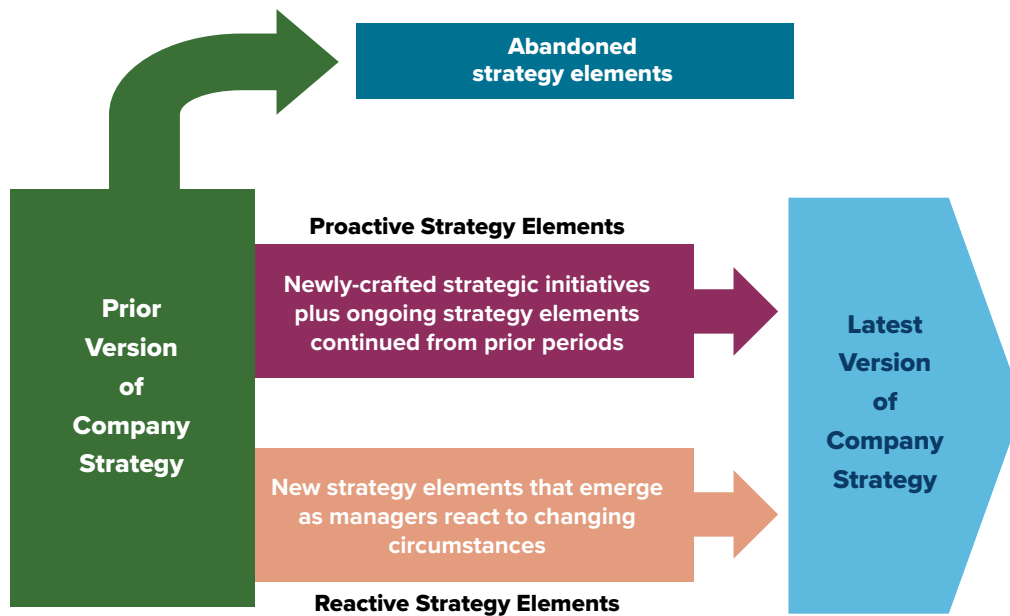 Abandoned
strategy elements
Proactive Strategy Elements
Newly-crafted strategic initiatives
plus ongoing strategy elements
continued from prior periods
Prior
Version
of
Company
Strategy
Latest
Version
of
Company
Strategy
New strategy elements that emerge
as managers react to changing
circumstances
Reactive Strategy Elements